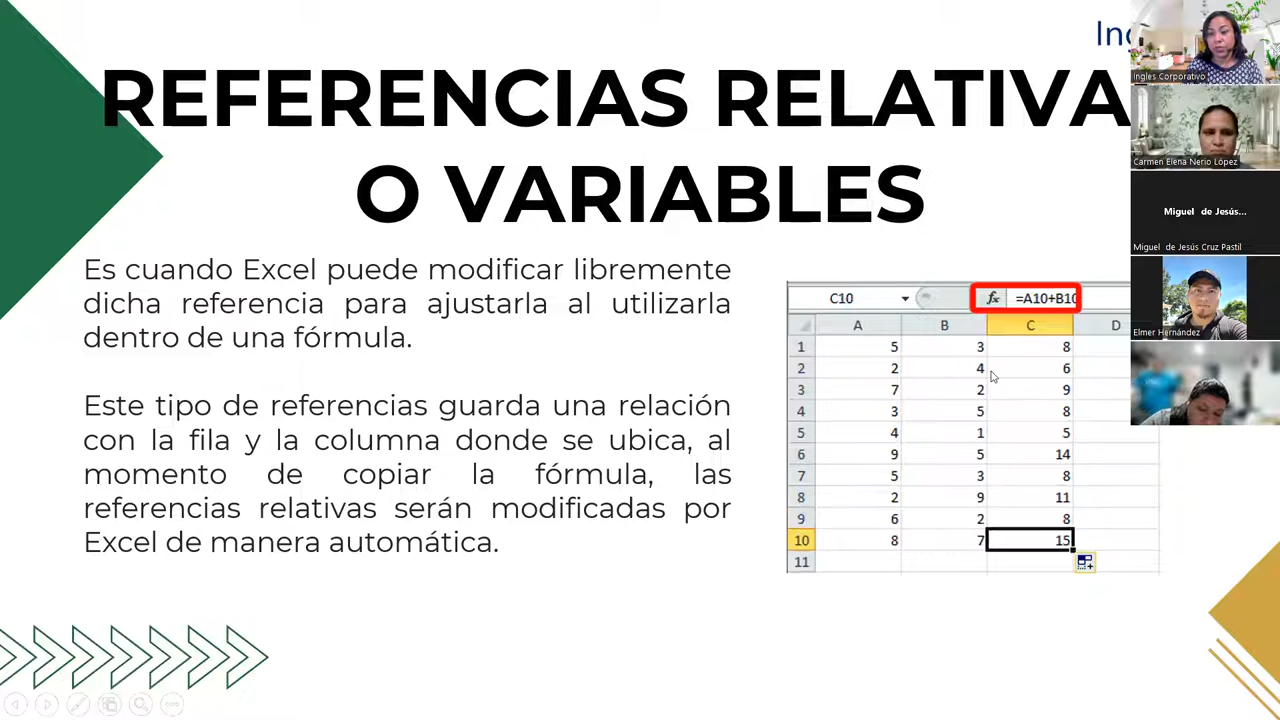 REFERENCIAS RELATIVA
O VARIABLES
Es cuando Excel puede modificar libremente
dicha referencia para ajustarla al utilizarla
dentro de una fórmula.
Este tipo de referencias guarda una relación
con la fila y la columna donde se ubica, al
momento de copiar la fórmula, las
referencias relativas serán modificadas por
Excel de manera automática.
C10 fx =A10+B10
A B C D
1 5 3 8
2 2 4 6
3 7 2 9
4 3 5 8
5 4 1 5
6 9 5 14
7 5 3 8
8 2 9 11
9 6 2 8
10 8 7 15
11
Ingles Corporativo
Carmen Elena Nerio López
Miguel de Jesús...
Miguel de Jesús Cruz Pastil
Elmer Hernández